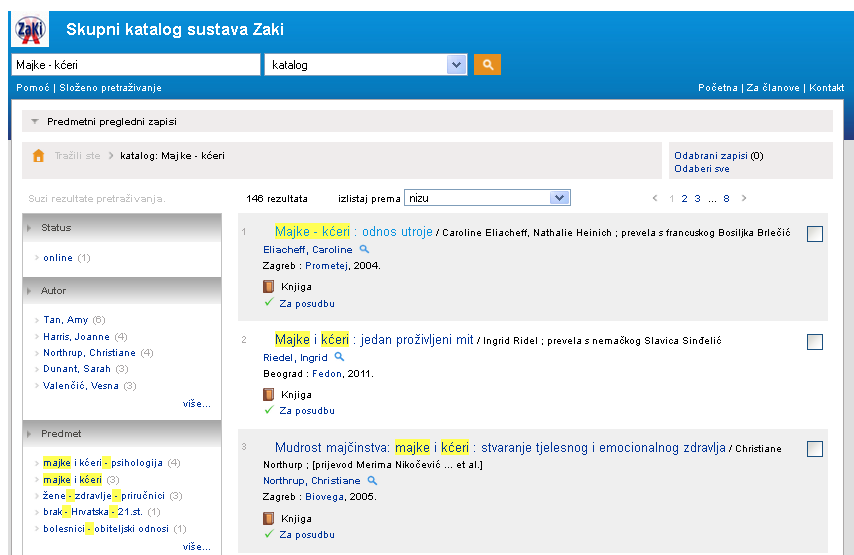 ZaKi
Skupni katalog sustava Zaki
Majke - kćeri
katalog
Pomoć | Složeno pretraživanje
Početna | Za članove | Kontakt
Predmetni pregledni zapisi
Tražili ste > katalog: Majke - kćeri
Odabrani zapisi (0)
Odaberi sve
Suzi rezultate pretraživanja.
146 rezultata izlistaj prema nizu
< 1 2 3 ... 8 >
Status
online (1)
Autor
Tan, Amy (6)
Harris, Joanne (4)
Northrup, Christiane (4)
Dunant, Sarah (3)
Valenčić, Vesna (3)
više...
Predmet
majke i kćeri - psihologija (4)
majke i kćeri (3)
žene - zdravlje - priručnici (3)
brak - Hrvatska - 21.st. (1)
bolesnici - obiteljski odnosi (1)
više...
1 Majke - kćeri : odnos utroje / Caroline Eliacheff, Nathalie Heinich ; prevela s francuskog Bosiljka Brlečić
Eliacheff, Caroline
Zagreb : Prometej, 2004.
Knjiga
Za posudbu
2 Majke i kćeri : jedan proživljeni mit / Ingrid Ridel ; prevela s nemačkog Slavica Sinđelić
Riedel, Ingrid
Beograd : Fedon, 2011.
Knjiga
Za posudbu
3 Mudrost majčinstva: majke i kćeri : stvaranje tjelesnog i emocionalnog zdravlja / Christiane
Northurp ; [prijevod Merima Nikočević ... et al.]
Northrup, Christiane
Zagreb : Biovega, 2005.
Knjiga
Za posudbu